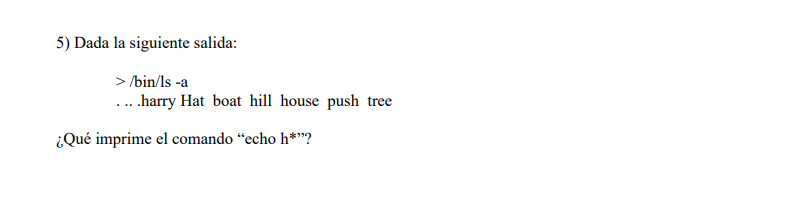 5) Dada la siguiente salida:
> /bin/ls -a
. .. .harry Hat boat hill house push tree
¿Qué imprime el comando “echo h*”?